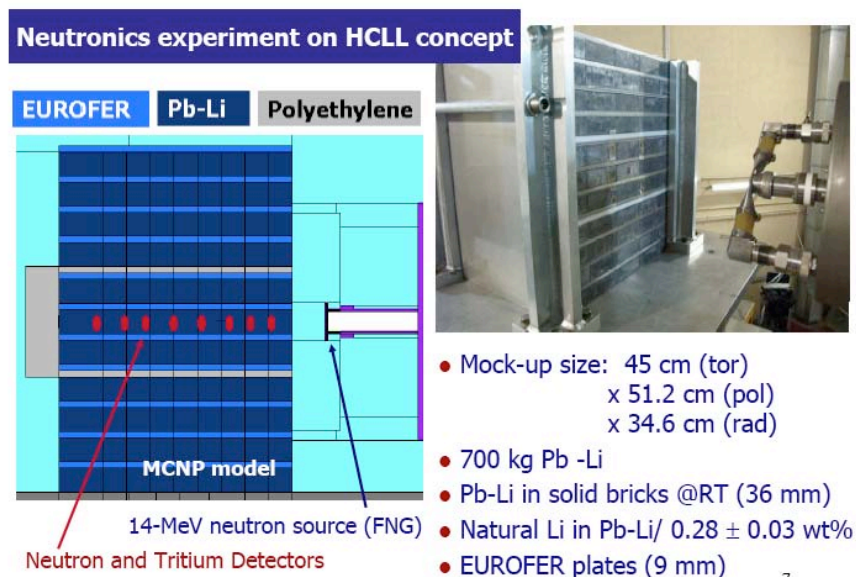 Neutronics experiment on HCLL concept
EUROFER Pb-Li Polyethylene
MCNP model
14-MeV neutron source (FNG)
Neutron and Tritium Detectors
• Mock-up size: 45 cm (tor)
x 51.2 cm (pol)
x 34.6 cm (rad)
• 700 kg Pb -Li
• Pb-Li in solid bricks @RT (36 mm)
• Natural Li in Pb-Li/ 0.28 ± 0.03 wt%
• EUROFER plates (9 mm)